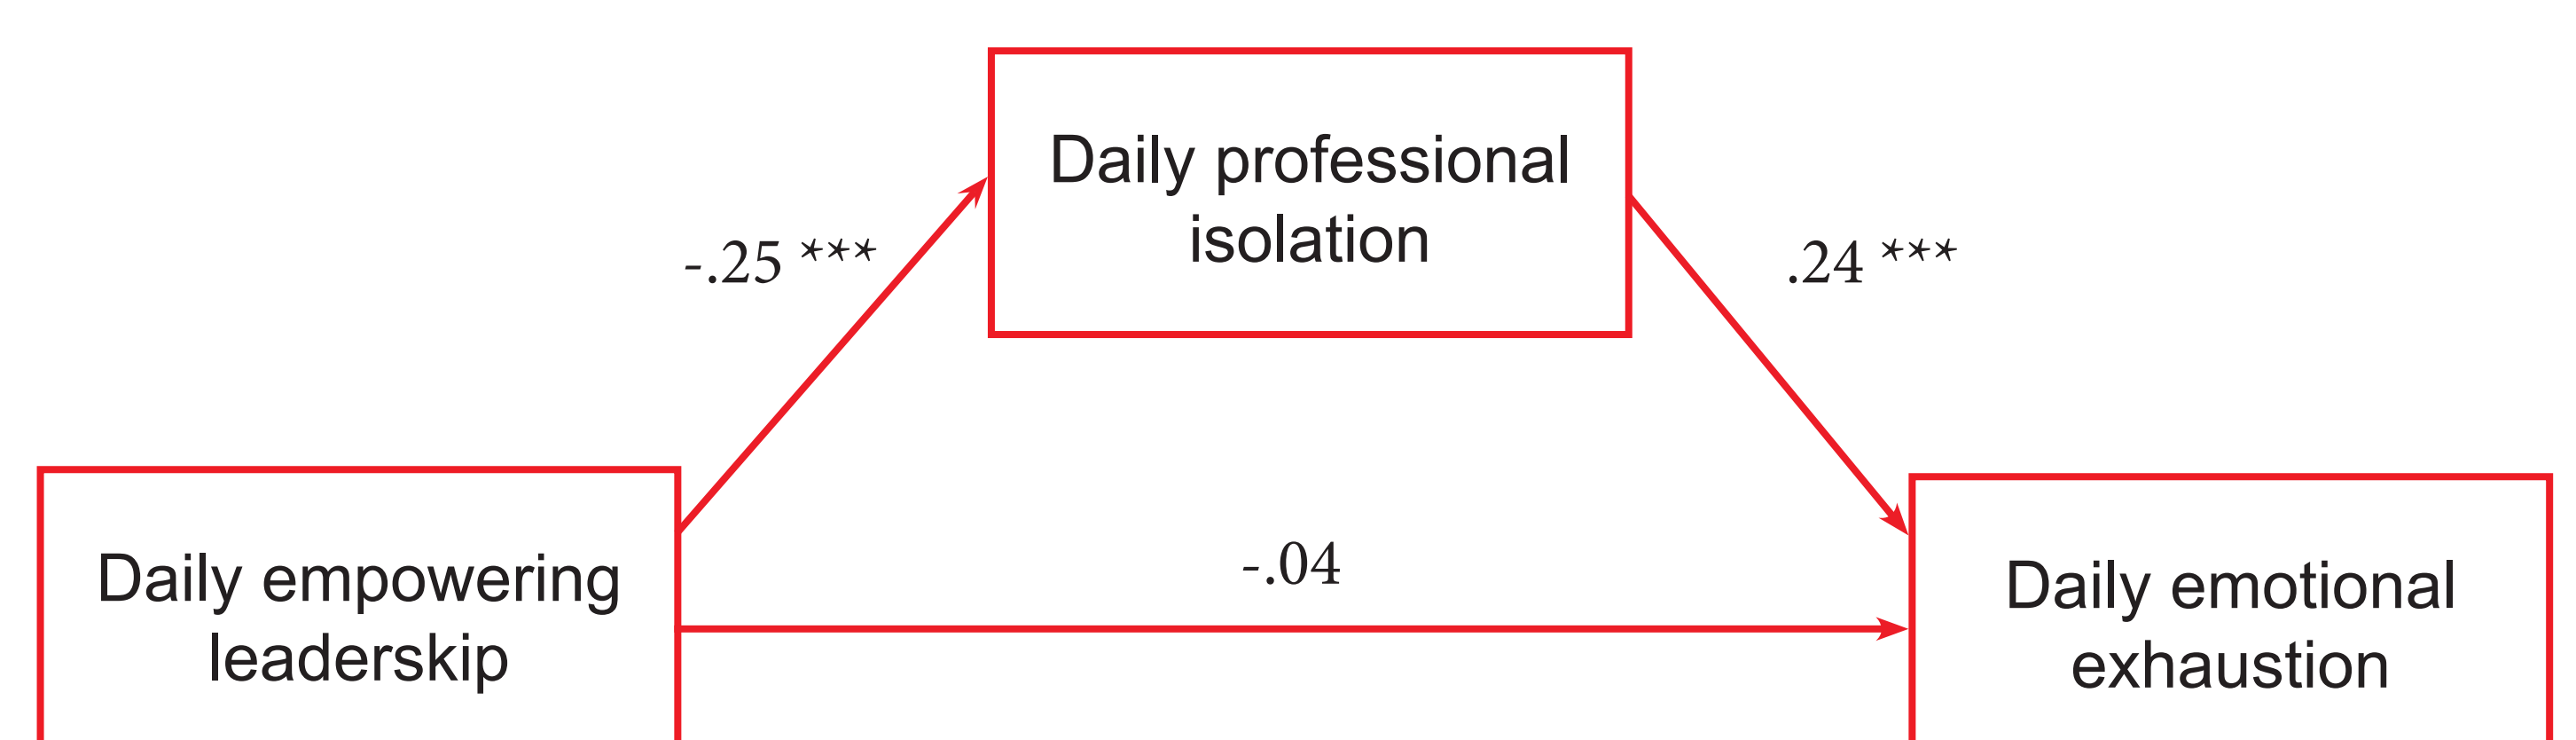 Daily professional
isolation
-.25 ***
.24 ***
-.04
Daily empowering
leaderskip
Daily emotional
exhaustion